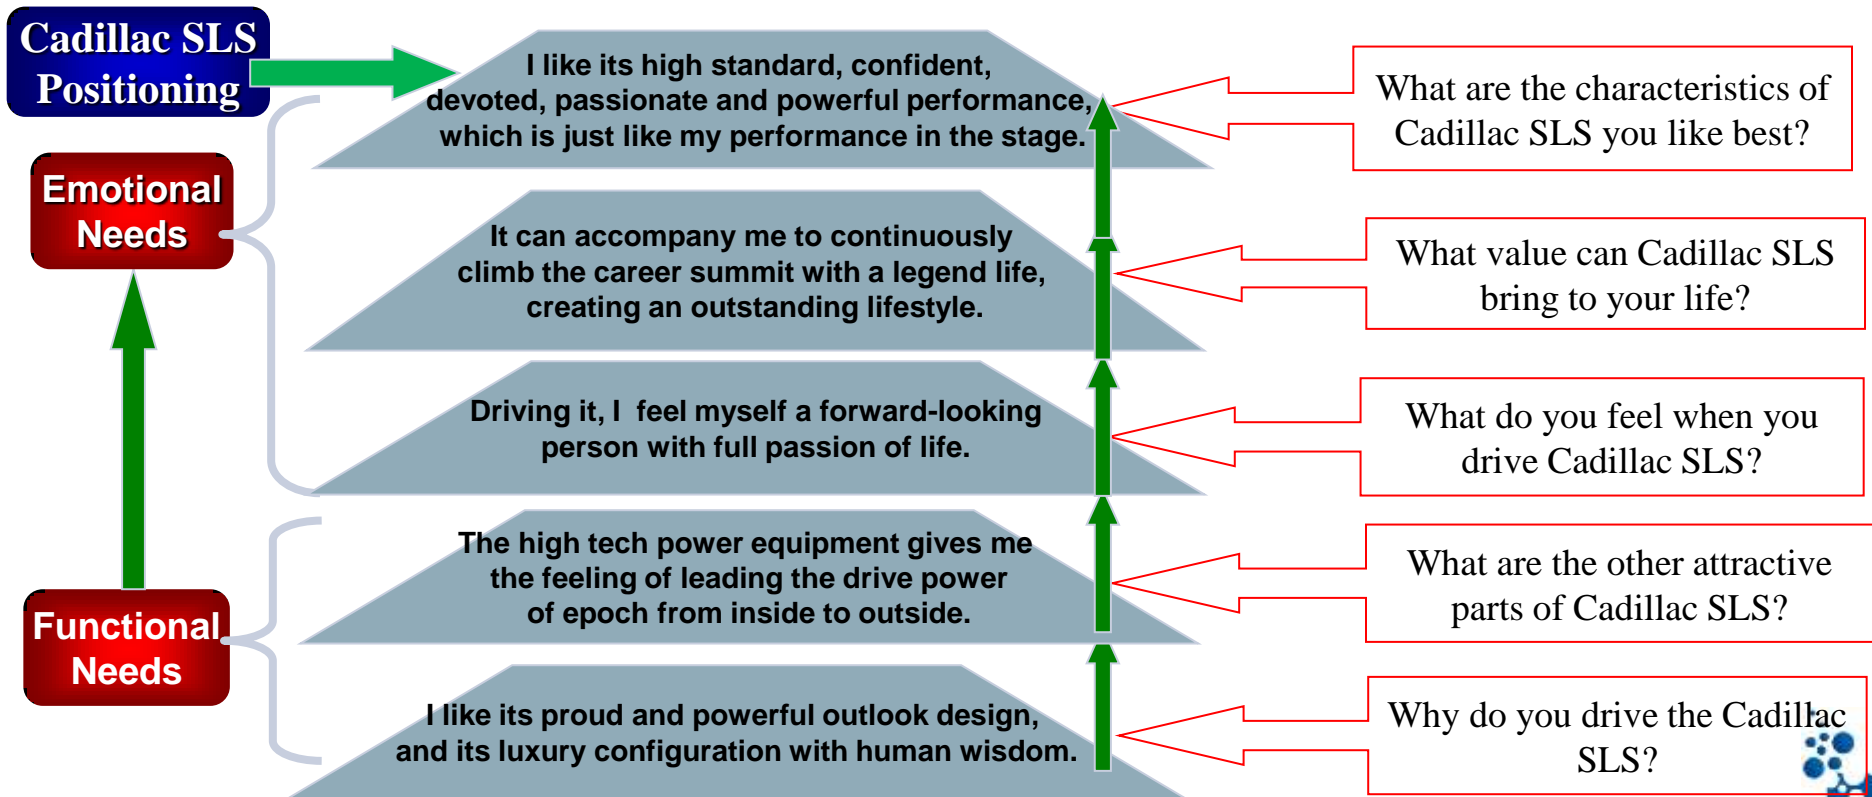 Cadillac SLS
Positioning
I like its high standard, confident,
devoted, passionate and powerful performance,
which is just like my performance in the stage.
What are the characteristics of
Cadillac SLS you like best?
Emotional
Needs
It can accompany me to continuously
climb the career summit with a legend life,
creating an outstanding lifestyle.
What value can Cadillac SLS
bring to your life?
Driving it, I feel myself a forward-looking
person with full passion of life.
What do you feel when you
drive Cadillac SLS?
The high tech power equipment gives me
the feeling of leading the drive power
of epoch from inside to outside.
What are the other attractive
parts of Cadillac SLS?
Functional
Needs
I like its proud and powerful outlook design,
and its luxury configuration with human wisdom.
Why do you drive the Cadillac
SLS?